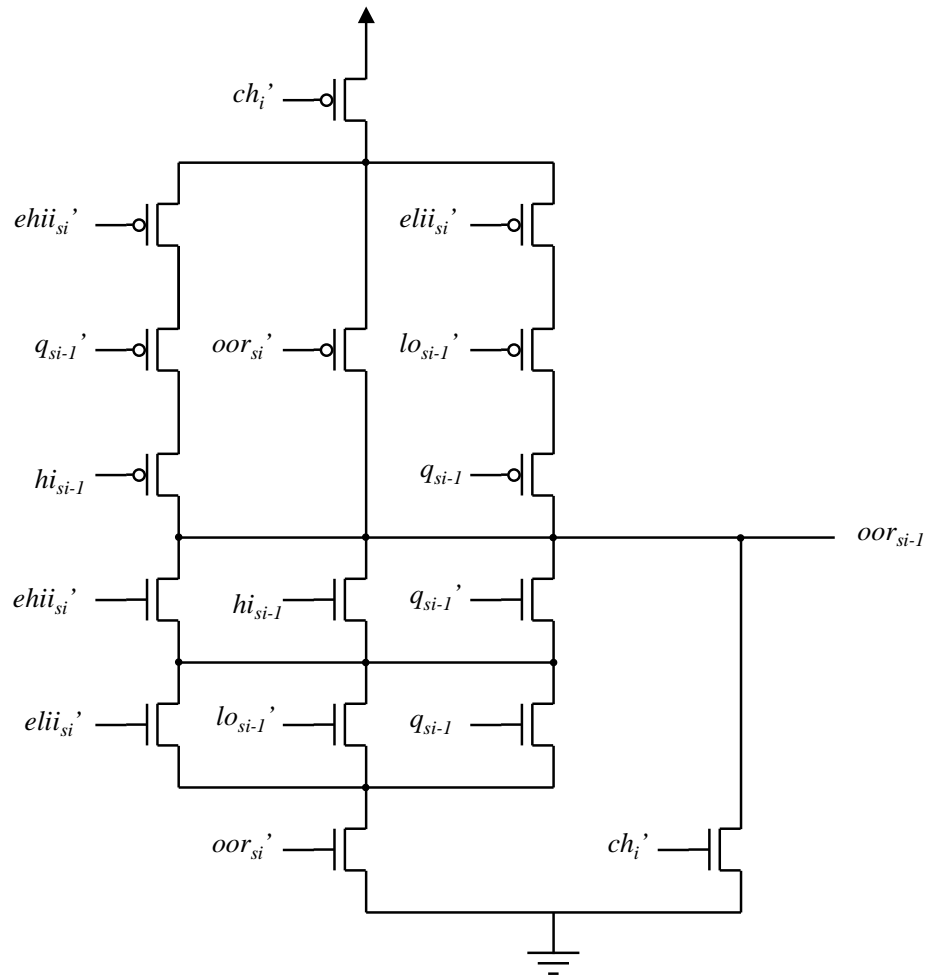 ch_i’
ehii_si’ elii_si’
q_si-1’ oor_si’ lo_si-1’
hi_si-1 q_si-1
oor_si-1
ehii_si’ hi_si-1 q_si-1’
elii_si’ lo_si-1’ q_si-1
oor_si’ ch_i’